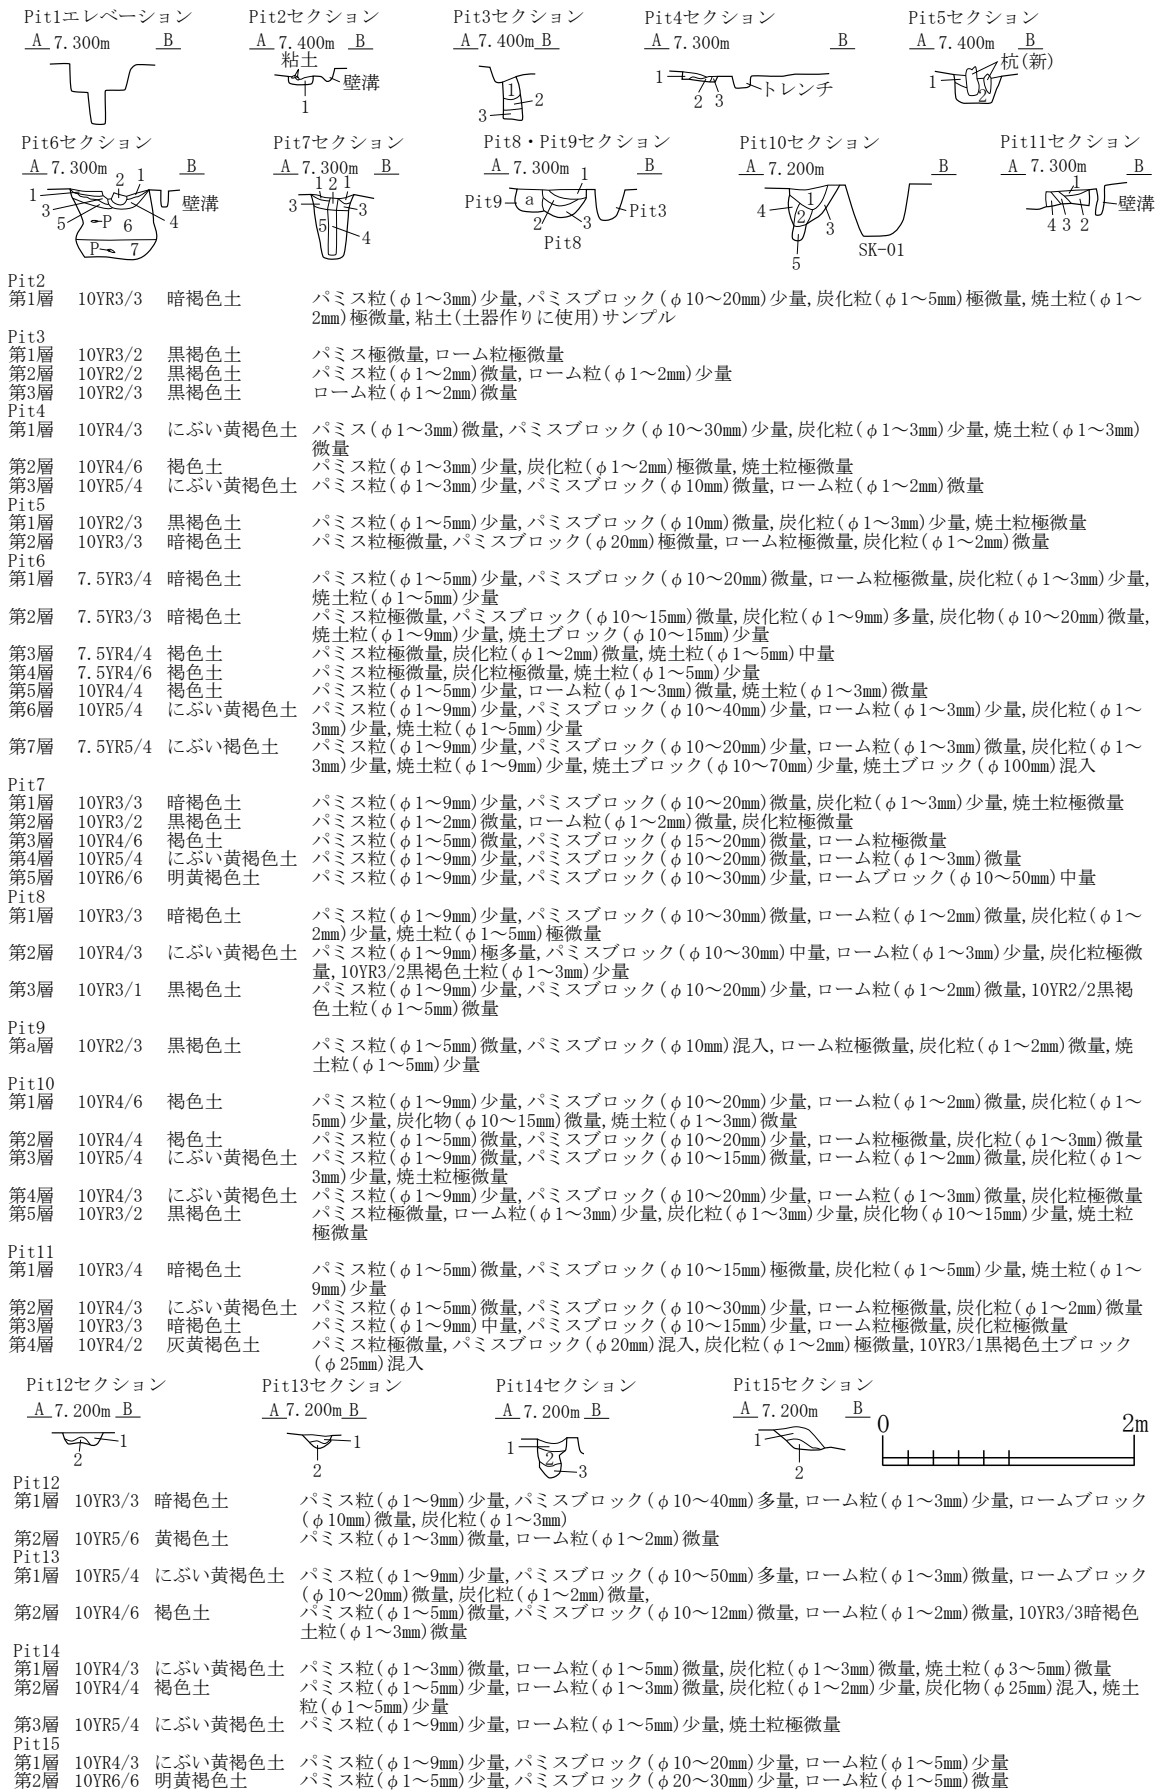 Pit1エレベーション Pit2セクション Pit3セクション Pit4セクション Pit5セクション
A 7.300m B A 7.400m B A 7.400m B A 7.300m B A 7.400m B
粘土 壁溝 1 1 2 3 1 2 3 トレンチ 杭(新) 1 2
Pit6セクション Pit7セクション Pit8・Pit9セクション Pit10セクション Pit11セクション
A 7.300m B A 7.300m B A 7.300m B A 7.200m B A 7.300m B
1 2 1 3 5 4 P 6 P 7 壁溝 1 2 1 3 3 5 4 Pit9 a 1 2 3 Pit3 Pit8 4 1 2 3 5 SK-01 1 4 3 2 壁溝
Pit2
第1層 10YR3/3 暗褐色土 パミス粒(φ1～3㎜)少量,パミスブロック(φ10～20㎜)少量,炭化粒(φ1～5㎜)極微量,焼土粒(φ1～
2㎜)極微量,粘土(土器作りに使用)サンプル
Pit3
第1層 10YR3/2 黒褐色土 パミス極微量,ローム粒極微量
第2層 10YR2/2 黒褐色土 パミス粒(φ1～2㎜)微量,ローム粒(φ1～2㎜)少量
第3層 10YR2/3 黒褐色土 ローム粒(φ1～2㎜)微量
Pit4
第1層 10YR4/3 にぶい黄褐色土 パミス(φ1～3㎜)微量,パミスブロック(φ10～30㎜)少量,炭化粒(φ1～3㎜)少量,焼土粒(φ1～3㎜)
微量
第2層 10YR4/6 褐色土 パミス粒(φ1～3㎜)少量,炭化粒(φ1～2㎜)極微量,焼土粒極微量
第3層 10YR5/4 にぶい黄褐色土 パミス粒(φ1～3㎜)少量,パミスブロック(φ10㎜)微量,ローム粒(φ1～2㎜)微量
Pit5
第1層 10YR2/3 黒褐色土 パミス粒(φ1～5㎜)少量,パミスブロック(φ10㎜)微量,炭化粒(φ1～3㎜)少量,焼土粒極微量
第2層 10YR3/3 暗褐色土 パミス粒極微量,パミスブロック(φ20㎜)極微量,ローム粒極微量,炭化粒(φ1～2㎜)微量
Pit6
第1層 7.5YR3/4 暗褐色土 パミス粒(φ1～5㎜)少量,パミスブロック(φ10～20㎜)微量,ローム粒極微量,炭化粒(φ1～3㎜)少量,
焼土粒(φ1～5㎜)少量
第2層 7.5YR3/3 暗褐色土 パミス粒極微量,パミスブロック(φ10～15㎜)微量,炭化粒(φ1～9㎜)多量,炭化物(φ10～20㎜)微量,
焼土粒(φ1～9㎜)少量,焼土ブロック(φ10～15㎜)少量
第3層 7.5YR4/4 褐色土 パミス粒極微量,炭化粒(φ1～2㎜)微量,焼土粒(φ1～5㎜)中量
第4層 7.5YR4/6 褐色土 パミス粒極微量,炭化粒極微量,焼土粒(φ1～5㎜)少量
第5層 10YR4/4 褐色土 パミス粒(φ1～5㎜)少量,ローム粒(φ1～3㎜)微量,焼土粒(φ1～3㎜)微量
第6層 10YR5/4 にぶい黄褐色土 パミス粒(φ1～9㎜)少量,パミスブロック(φ10～40㎜)少量,ローム粒(φ1～3㎜)少量,炭化粒(φ1～
3㎜)少量,焼土粒(φ1～5㎜)少量
第7層 7.5YR5/4 にぶい褐色土 パミス粒(φ1～9㎜)少量,パミスブロック(φ10～20㎜)少量,ローム粒(φ1～3㎜)微量,炭化粒(φ1～
3㎜)少量,焼土粒(φ1～9㎜)少量,焼土ブロック(φ10～70㎜)少量,焼土ブロック(φ100㎜)混入
Pit7
第1層 10YR3/3 暗褐色土 パミス粒(φ1～9㎜)少量,パミスブロック(φ10～20㎜)微量,炭化粒(φ1～3㎜)少量,焼土粒極微量
第2層 10YR3/2 黒褐色土 パミス粒(φ1～2㎜)微量,ローム粒(φ1～2㎜)微量,炭化粒極微量
第3層 10YR4/6 褐色土 パミス粒(φ1～5㎜)微量,パミスブロック(φ15～20㎜)微量,ローム粒極微量
第4層 10YR5/4 にぶい黄褐色土 パミス粒(φ1～9㎜)少量,パミスブロック(φ10～20㎜)微量,ローム粒(φ1～3㎜)微量
第5層 10YR6/6 明黄褐色土 パミス粒(φ1～9㎜)少量,パミスブロック(φ10～30㎜)少量,ロームブロック(φ10～50㎜)中量
Pit8
第1層 10YR3/3 暗褐色土 パミス粒(φ1～9㎜)少量,パミスブロック(φ10～30㎜)微量,ローム粒(φ1～2㎜)微量,炭化粒(φ1～
2㎜)少量,焼土粒(φ1～5㎜)極微量
第2層 10YR4/3 にぶい黄褐色土 パミス粒(φ1～9㎜)極多量,パミスブロック(φ10～30㎜)中量,ローム粒(φ1～3㎜)少量,炭化粒極微
量,10YR3/2黒褐色土粒(φ1～3㎜)少量
第3層 10YR3/1 黒褐色土 パミス粒(φ1～9㎜)少量,パミスブロック(φ10～20㎜)少量,ローム粒(φ1～2㎜)微量,10YR2/2黒褐
色土粒(φ1～5㎜)微量
Pit9
第a層 10YR2/3 黒褐色土 パミス粒(φ1～5㎜)微量,パミスブロック(φ10㎜)混入,ローム粒極微量,炭化粒(φ1～2㎜)微量,焼
土粒(φ1～5㎜)少量
Pit10
第1層 10YR4/6 褐色土 パミス粒(φ1～9㎜)少量,パミスブロック(φ10～20㎜)少量,ローム粒(φ1～2㎜)微量,炭化粒(φ1～
5㎜)少量,炭化物(φ10～15㎜)微量,焼土粒(φ1～3㎜)微量
第2層 10YR4/4 褐色土 パミス粒(φ1～5㎜)微量,パミスブロック(φ10～20㎜)少量,ローム粒極微量,炭化粒(φ1～3㎜)微量
第3層 10YR5/4 にぶい黄褐色土 パミス粒(φ1～9㎜)微量,パミスブロック(φ10～15㎜)微量,ローム粒(φ1～2㎜)微量,炭化粒(φ1～
3㎜)少量,焼土粒極微量
第4層 10YR4/3 にぶい黄褐色土 パミス粒(φ1～9㎜)少量,パミスブロック(φ10～20㎜)少量,ローム粒(φ1～3㎜)微量,炭化粒極微量
第5層 10YR3/2 黒褐色土 パミス粒極微量,ローム粒(φ1～3㎜)少量,炭化粒(φ1～3㎜)少量,炭化物(φ10～15㎜)少量,焼土粒
極微量
Pit11
第1層 10YR3/4 暗褐色土 パミス粒(φ1～5㎜)微量,パミスブロック(φ10～15㎜)極微量,炭化粒(φ1～5㎜)少量,焼土粒(φ1～
9㎜)少量
第2層 10YR4/3 にぶい黄褐色土 パミス粒(φ1～5㎜)微量,パミスブロック(φ10～30㎜)少量,ローム粒極微量,炭化粒(φ1～2㎜)微量
第3層 10YR3/3 暗褐色土 パミス粒(φ1～9㎜)中量,パミスブロック(φ10～15㎜)少量,ローム粒極微量,炭化粒極微量
第4層 10YR4/2 灰黄褐色土 パミス粒極微量,パミスブロック(φ20㎜)混入,炭化粒(φ1～2㎜)極微量,10YR3/1黒褐色土ブロック
(φ25㎜)混入
Pit12セクション Pit13セクション Pit14セクション Pit15セクション
A 7.200m B A 7.200m B A 7.200m B A 7.200m B 0 2m
1 2 1 2 1 2 3 1 2
Pit12
第1層 10YR3/3 暗褐色土 パミス粒(φ1～9㎜)少量,パミスブロック(φ10～40㎜)多量,ローム粒(φ1～3㎜)少量,ロームブロック
(φ10㎜)微量,炭化粒(φ1～3㎜)
第2層 10YR5/6 黄褐色土 パミス粒(φ1～3㎜)微量,ローム粒(φ1～2㎜)微量
Pit13
第1層 10YR5/4 にぶい黄褐色土 パミス粒(φ1～9㎜)少量,パミスブロック(φ10～50㎜)多量,ローム粒(φ1～3㎜)微量,ロームブロック
(φ10～20㎜)微量,炭化粒(φ1～2㎜)微量,
第2層 10YR4/6 褐色土 パミス粒(φ1～5㎜)微量,パミスブロック(φ10～12㎜)微量,ローム粒(φ1～2㎜)微量,10YR3/3暗褐色
土粒(φ1～3㎜)微量
Pit14
第1層 10YR4/3 にぶい黄褐色土 パミス粒(φ1～3㎜)微量,ローム粒(φ1～5㎜)微量,炭化粒(φ1～3㎜)微量,焼土粒(φ3～5㎜)微量
第2層 10YR4/4 褐色土 パミス粒(φ1～5㎜)少量,ローム粒(φ1～3㎜)微量,炭化粒(φ1～2㎜)少量,炭化物(φ25㎜)混入,焼土
粒(φ1～5㎜)少量
第3層 10YR5/4 にぶい黄褐色土 パミス粒(φ1～9㎜)少量,ローム粒(φ1～5㎜)少量,焼土粒極微量
Pit15
第1層 10YR4/3 にぶい黄褐色土 パミス粒(φ1～9㎜)少量,パミスブロック(φ10～20㎜)少量,ローム粒(φ1～5㎜)少量
第2層 10YR6/6 明黄褐色土 パミス粒(φ1～5㎜)少量,パミスブロック(φ20～30㎜)少量,ローム粒(φ1～5㎜)微量